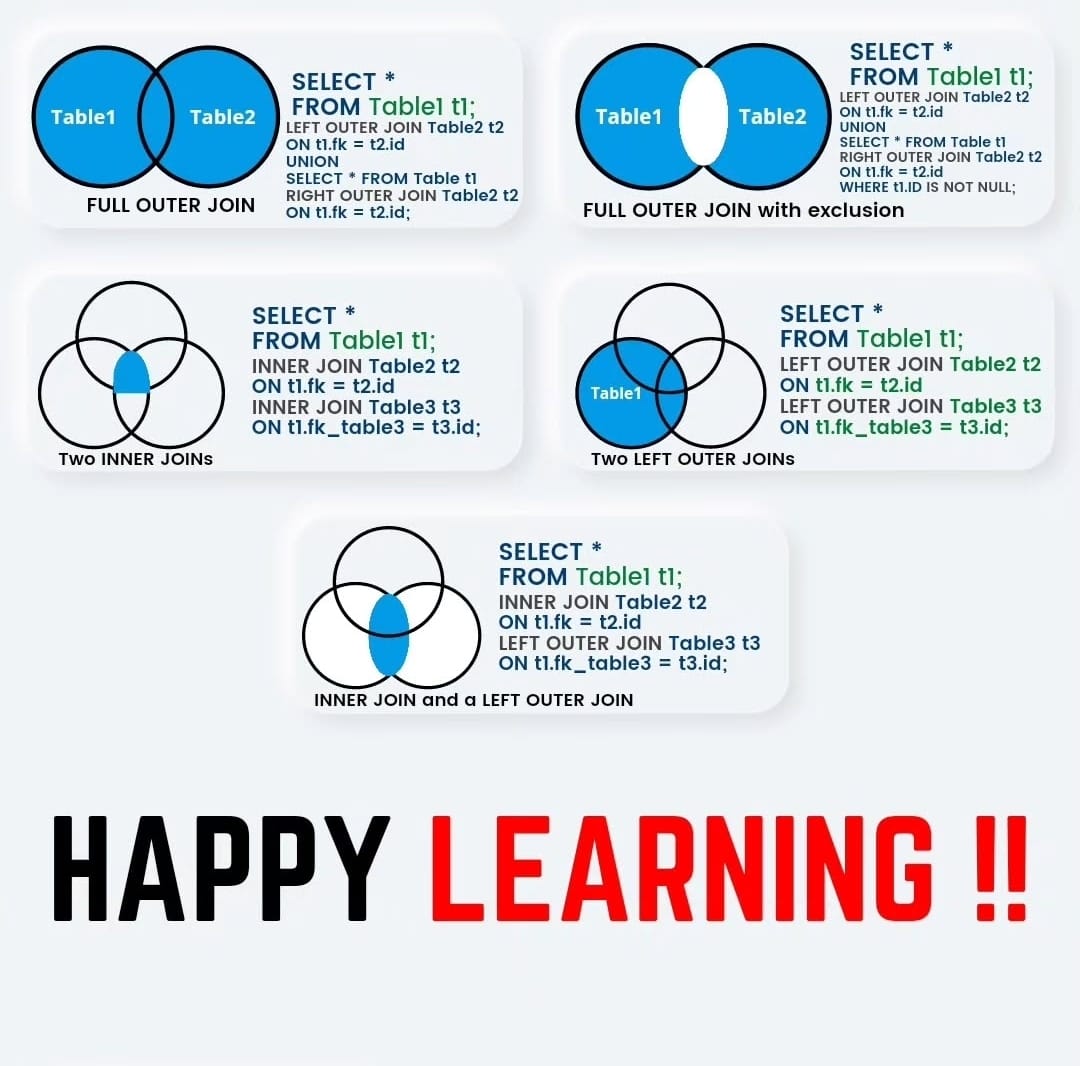 Table1
Table2
SELECT *
FROM Table1 t1;
LEFT OUTER JOIN Table2 t2
ON t1.fk = t2.id
UNION
SELECT * FROM Table t1
RIGHT OUTER JOIN Table2 t2
ON t1.fk = t2.id;
FULL OUTER JOIN
Table1
Table2
SELECT *
FROM Table1 t1;
LEFT OUTER JOIN Table2 t2
ON t1.fk = t2.id
UNION
SELECT * FROM Table t1
RIGHT OUTER JOIN Table2 t2
ON t1.fk = t2.id
WHERE t1.ID IS NOT NULL;
FULL OUTER JOIN with exclusion
SELECT *
FROM Table1 t1;
INNER JOIN Table2 t2
ON t1.fk = t2.id
INNER JOIN Table3 t3
ON t1.fk_table3 = t3.id;
Two INNER JOINs
Table1
SELECT *
FROM Table1 t1;
LEFT OUTER JOIN Table2 t2
ON t1.fk = t2.id
LEFT OUTER JOIN Table3 t3
ON t1.fk_table3 = t3.id;
Two LEFT OUTER JOINs
SELECT *
FROM Table1 t1;
INNER JOIN Table2 t2
ON t1.fk = t2.id
LEFT OUTER JOIN Table3 t3
ON t1.fk_table3 = t3.id;
INNER JOIN and a LEFT OUTER JOIN
HAPPY LEARNING !!